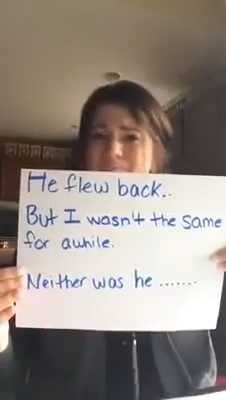 He flew back..
But I wasn't the same
for awhile.
Neither was he .......